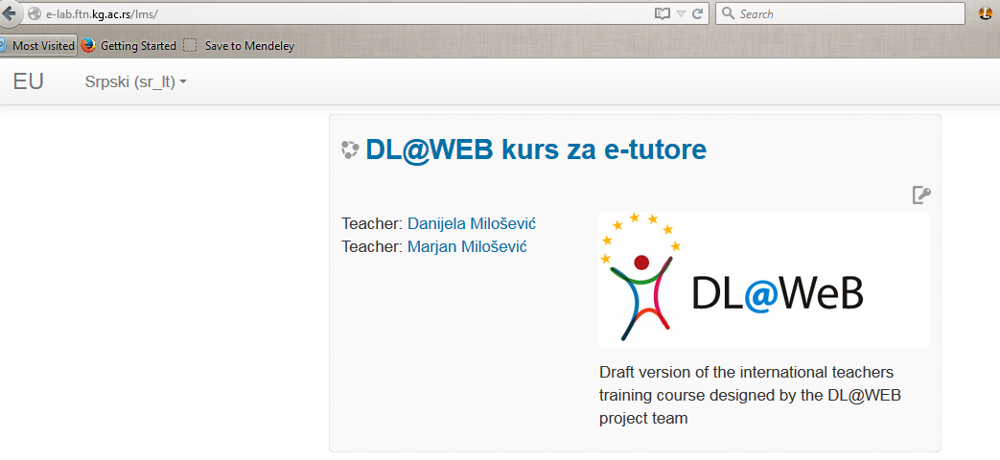 e-lab.ftn.kg.ac.rs/lms/
Search
Most Visited
Getting Started
Save to Mendeley
EU
Srpski (sr_lt)
DL@WEB kurs za e-tutore
Teacher: Danijela Milošević
Teacher: Marjan Milošević
DL@WeB
Draft version of the international teachers
training course designed by the DL@WEB
project team